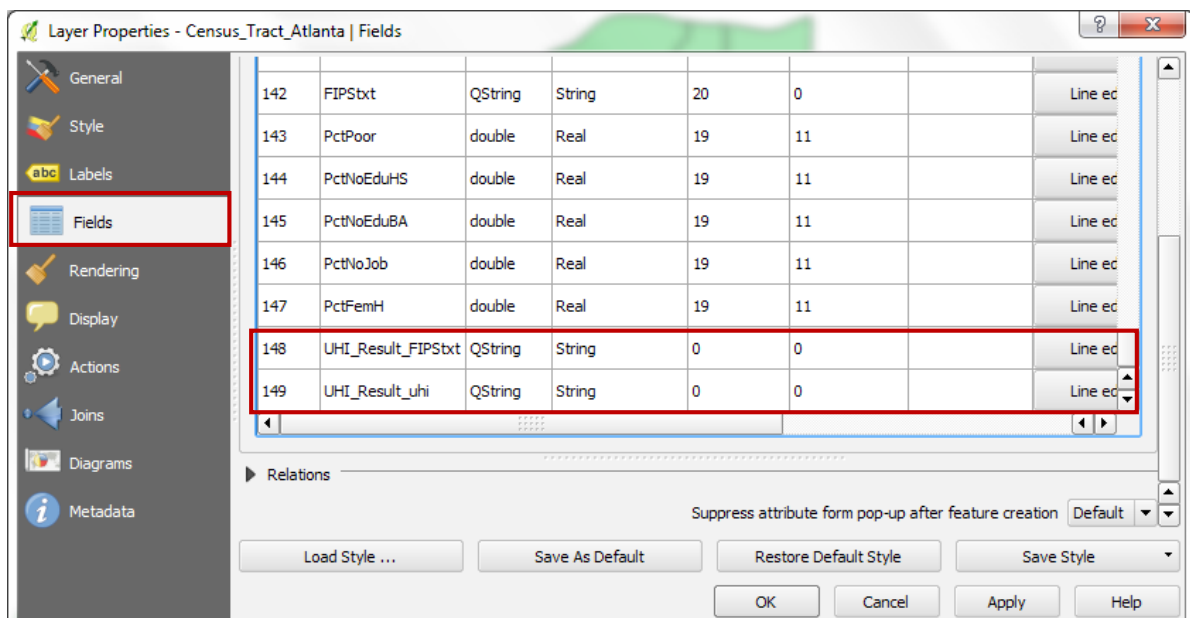 Layer Properties - Census_Tract_Atlanta | Fields
General
Style
abc Labels
Fields
Rendering
Display
Actions
Joins
Diagrams
Metadata
142 FIPStxt QString String 20 0 Line ed
143 PctPoor double Real 19 11 Line ed
144 PctNoEduHS double Real 19 11 Line ed
145 PctNoEduBA double Real 19 11 Line ed
146 PctNoJob double Real 19 11 Line ed
147 PctFemH double Real 19 11 Line ed
148 UHI_Result_FIPStxt QString String 0 0 Line ed
149 UHI_Result_uhi QString String 0 0 Line ed
Relations
Suppress attribute form pop-up after feature creation Default
Load Style ... Save As Default Restore Default Style Save Style
OK Cancel Apply Help